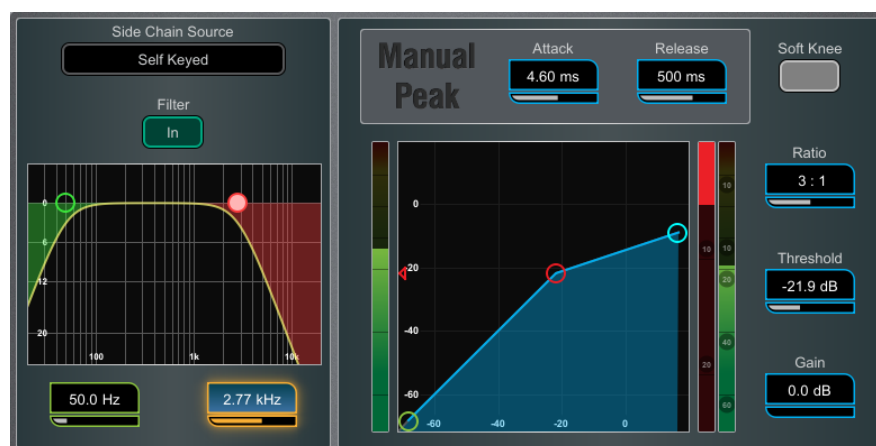 Side Chain Source
Self Keyed
Filter
In
0
6
12
20
100
1k
10k
50.0 Hz
2.77 kHz
Manual
Peak
Attack
4.60 ms
Release
500 ms
Soft Knee
0
-20
-40
-60
-60
-40
-20
0
10
20
10
10
20
40
60
Ratio
3 : 1
Threshold
-21.9 dB
Gain
0.0 dB